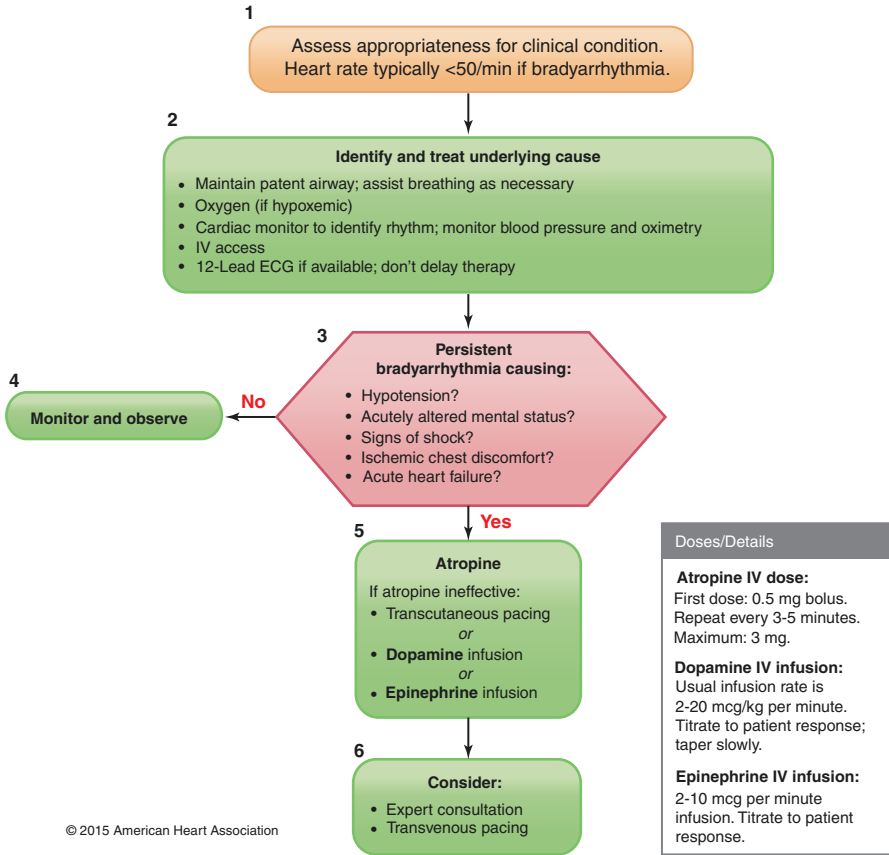 1
Assess appropriateness for clinical condition.
Heart rate typically <50/min if bradyarrhythmia.
2
Identify and treat underlying cause
• Maintain patent airway; assist breathing as necessary
• Oxygen (if hypoxemic)
• Cardiac monitor to identify rhythm; monitor blood pressure and oximetry
• IV access
• 12-Lead ECG if available; don't delay therapy
3
Persistent
bradyarrhythmia causing:
• Hypotension?
• Acutely altered mental status?
• Signs of shock?
• Ischemic chest discomfort?
• Acute heart failure?
No
4
Monitor and observe
Yes
5
Atropine
If atropine ineffective:
• Transcutaneous pacing
or
• Dopamine infusion
or
• Epinephrine infusion
6
Consider:
• Expert consultation
• Transvenous pacing
Doses/Details
Atropine IV dose:
First dose: 0.5 mg bolus.
Repeat every 3-5 minutes.
Maximum: 3 mg.
Dopamine IV infusion:
Usual infusion rate is
2-20 mcg/kg per minute.
Titrate to patient response;
taper slowly.
Epinephrine IV infusion:
2-10 mcg per minute
infusion. Titrate to patient
response.
© 2015 American Heart Association